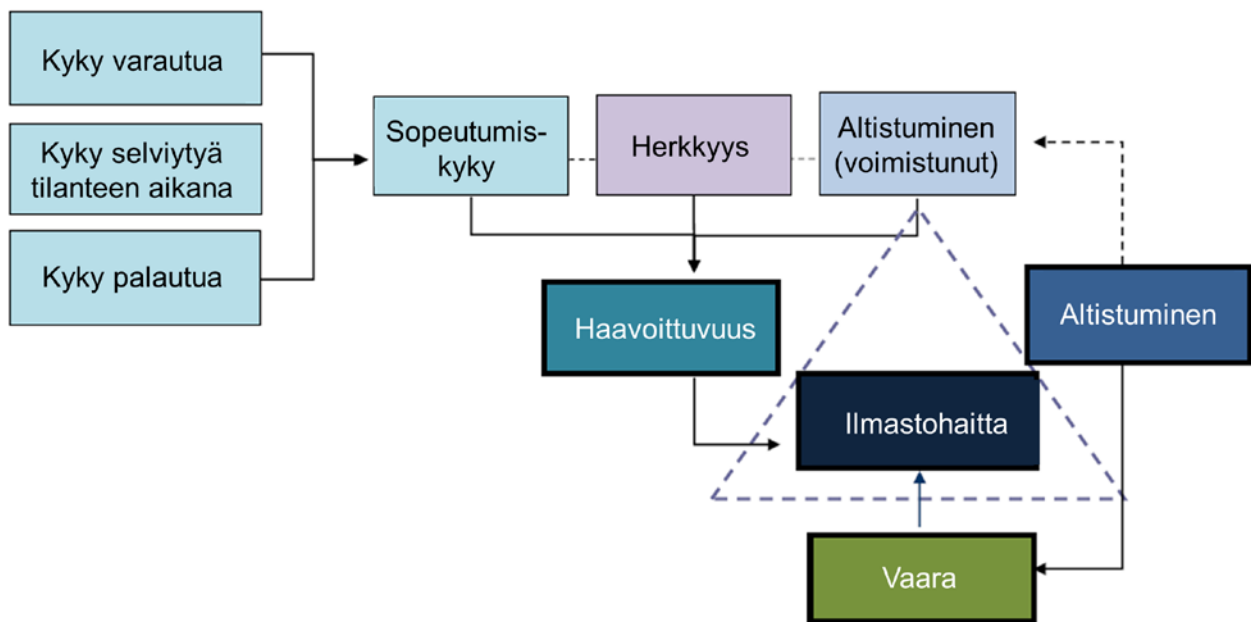 Kyky varautua
Kyky selviytyä
tilanteen aikana
Kyky palautua
Sopeutumis-
kyky
Herkkyys
Altistuminen
(voimistunut)
Haavoittuvuus
Altistuminen
Ilmastohaitta
Vaara